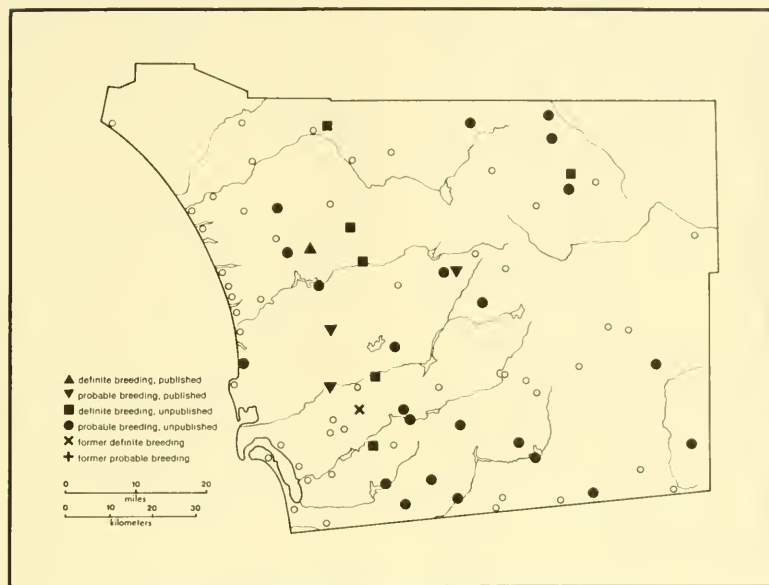 ▲ definite breeding, published
▼ probable breeding, published
■ definite breeding, unpublished
● probable breeding, unpublished
✕ former definite breeding
+ former probable breeding
0 10 20
miles
0 10 20 30
kilometers